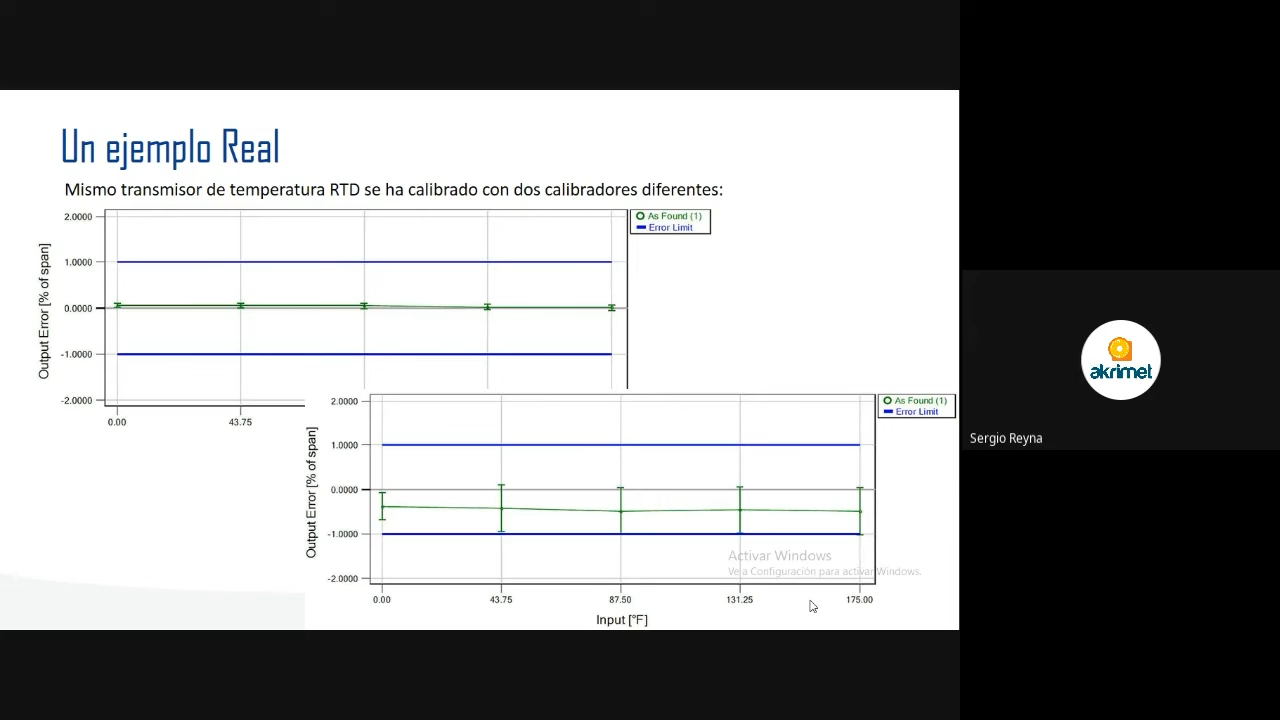 Un ejemplo Real
Mismo transmisor de temperatura RTD se ha calibrado con dos calibradores diferentes:
2.0000
1.0000
0.0000
-1.0000
-2.0000
Output Error [% of span]
0.00 43.75
As Found (1)
Error Limit
2.0000
1.0000
0.0000
-1.0000
-2.0000
Output Error [% of span]
0.00 43.75 87.50 131.25 175.00
Input [°F]
As Found (1)
Error Limit
Activar Windows
Ve a Configuración para activar Windows.
akrimet
Sergio Reyna